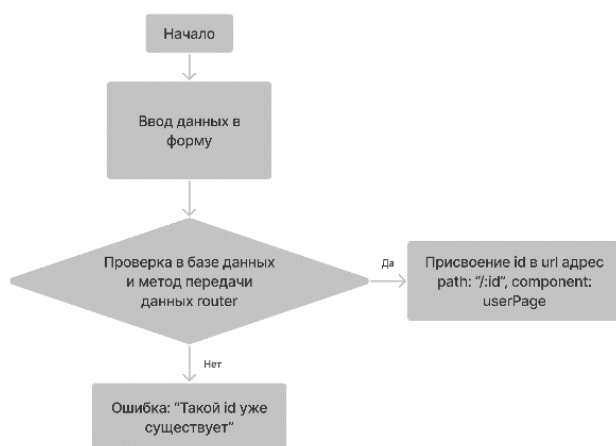 Начало
Ввод данных в
форму
Проверка в базе данных
и метод передачи
данных router
Да
Присвоение id в url адрес
path: “/:id”, component:
userPage
Нет
Ошибка: “Такой id уже
существует”